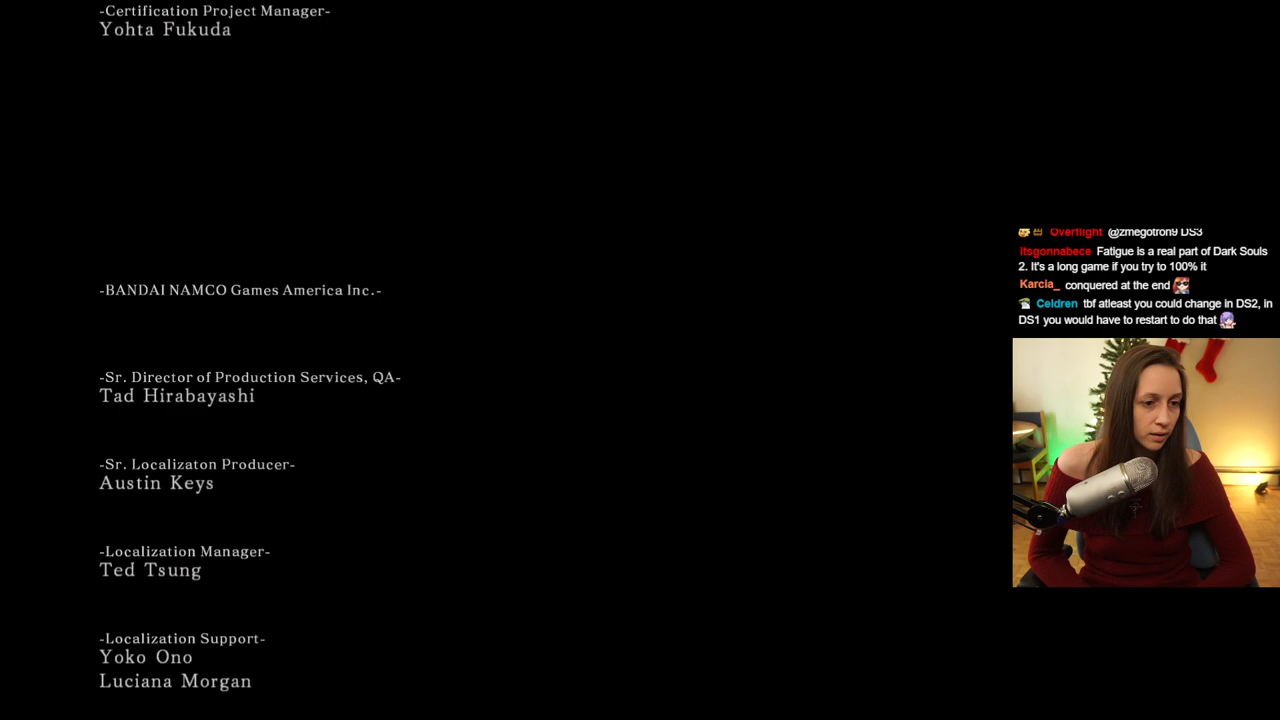 -Certification Project Manager-
Yohta Fukuda
-BANDAI NAMCO Games America Inc.-
-Sr. Director of Production Services, QA-
Tad Hirabayashi
-Sr. Localizaton Producer-
Austin Keys
-Localization Manager-
Ted Tsung
-Localization Support-
Yoko Ono
Luciana Morgan
Overflight @zmegotron9 DS3
Itsgonnabece Fatigue is a real part of Dark Souls
2. It's a long game if you try to 100% it
Karcia_ conquered at the end
Celdren tbf atleast you could change in DS2, in
DS1 you would have to restart to do that